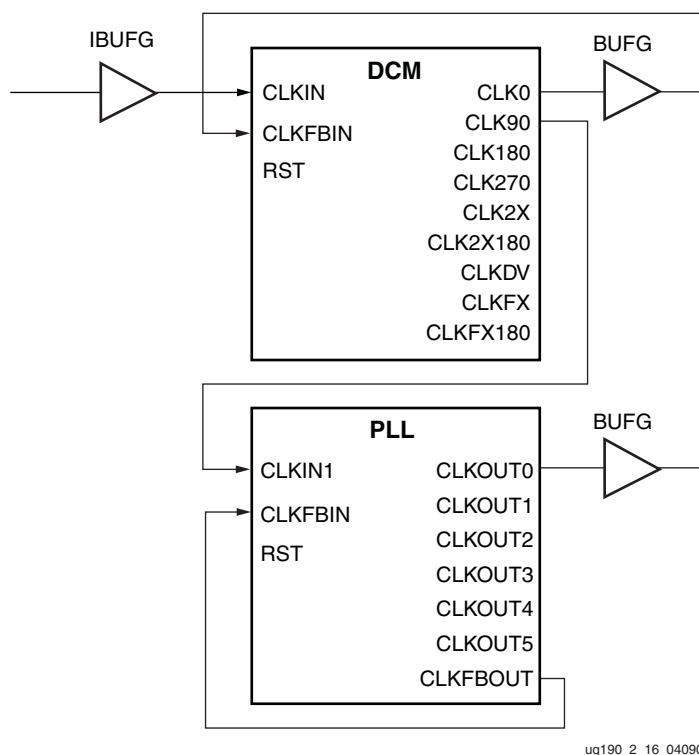 IBUFG
BUFG
DCM
CLKIN
CLKFBIN
RST
CLK0
CLK90
CLK180
CLK270
CLK2X
CLK2X180
CLKDV
CLKFX
CLKFX180
BUFG
PLL
CLKIN1
CLKFBIN
RST
CLKOUT0
CLKOUT1
CLKOUT2
CLKOUT3
CLKOUT4
CLKOUT5
CLKFBOUT